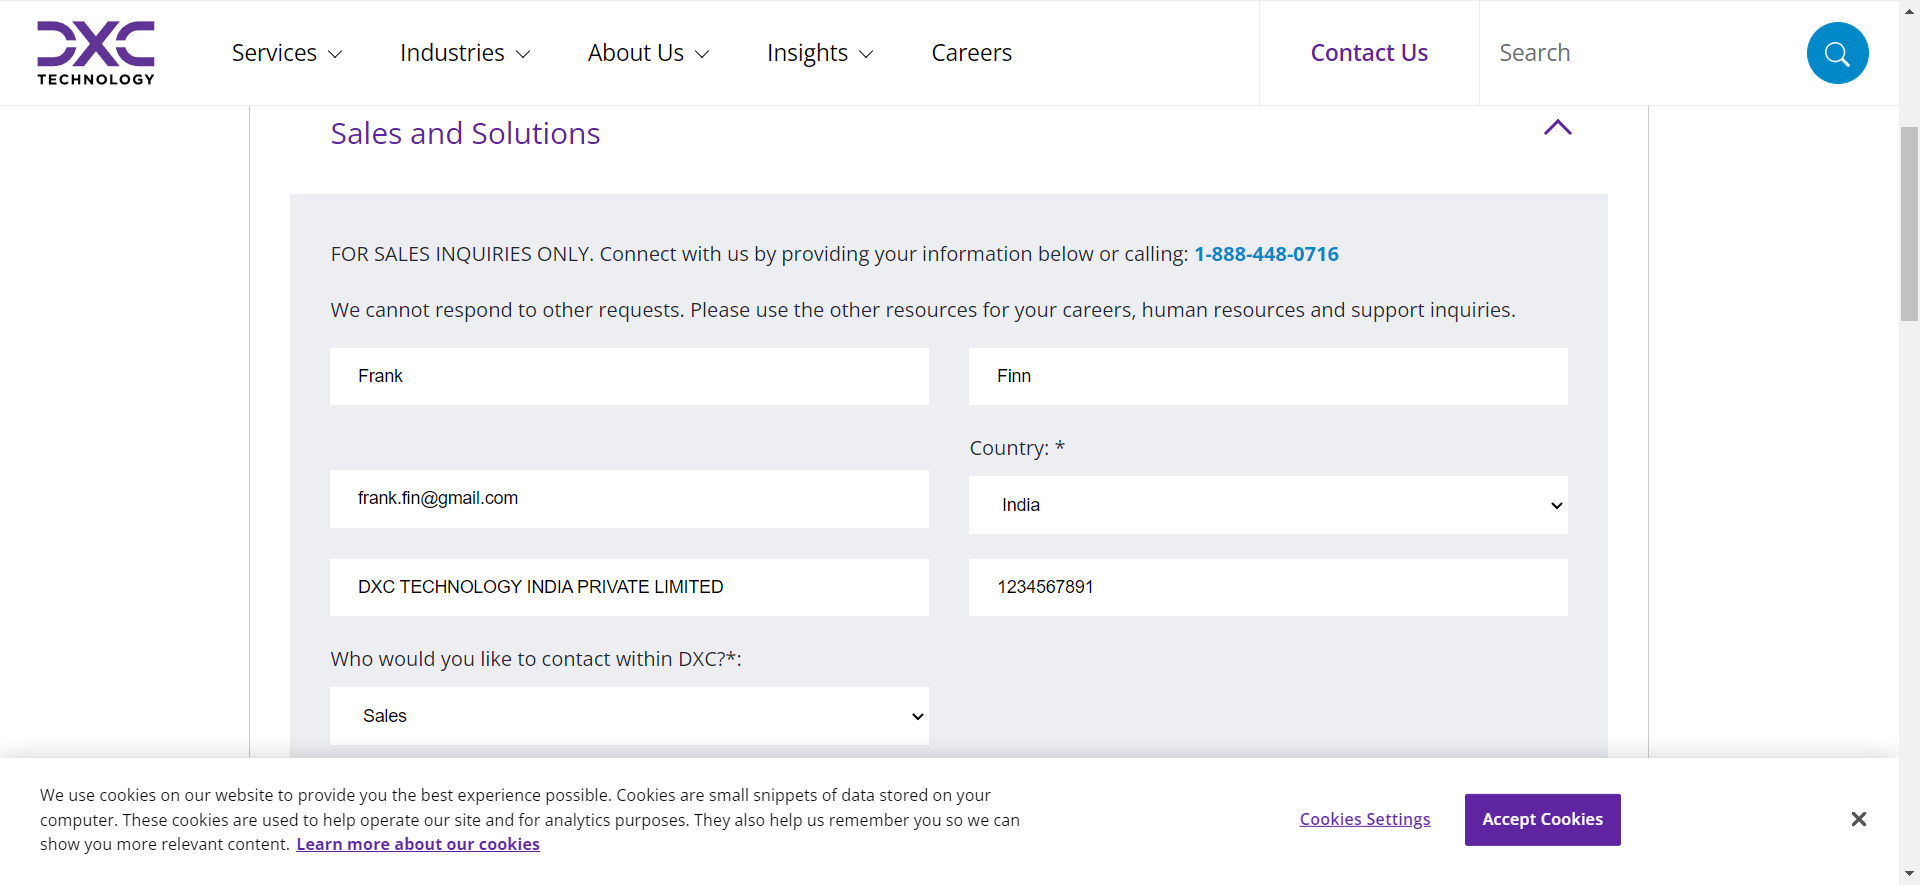 DXC
TECHNOLOGY
Services
Industries
About Us
Insights
Careers
Contact Us
Search
Sales and Solutions
FOR SALES INQUIRIES ONLY. Connect with us by providing your information below or calling: 1-888-448-0716
We cannot respond to other requests. Please use the other resources for your careers, human resources and support inquiries.
Frank
Finn
Country: *
frank.fin@gmail.com
India
DXC TECHNOLOGY INDIA PRIVATE LIMITED
1234567891
Who would you like to contact within DXC?*:
Sales
We use cookies on our website to provide you the best experience possible. Cookies are small snippets of data stored on your
computer. These cookies are used to help operate our site and for analytics purposes. They also help us remember you so we can
show you more relevant content. Learn more about our cookies
Cookies Settings
Accept Cookies